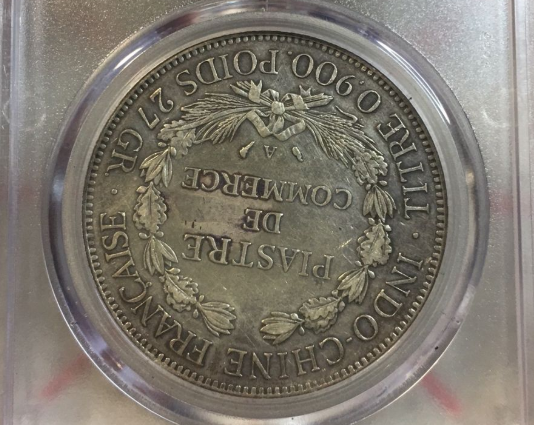 INDO-CHINE FRANÇAISE
PIASTRE
DE
COMMERCE
A
TITRE 0,900. POIDS 27 GR.